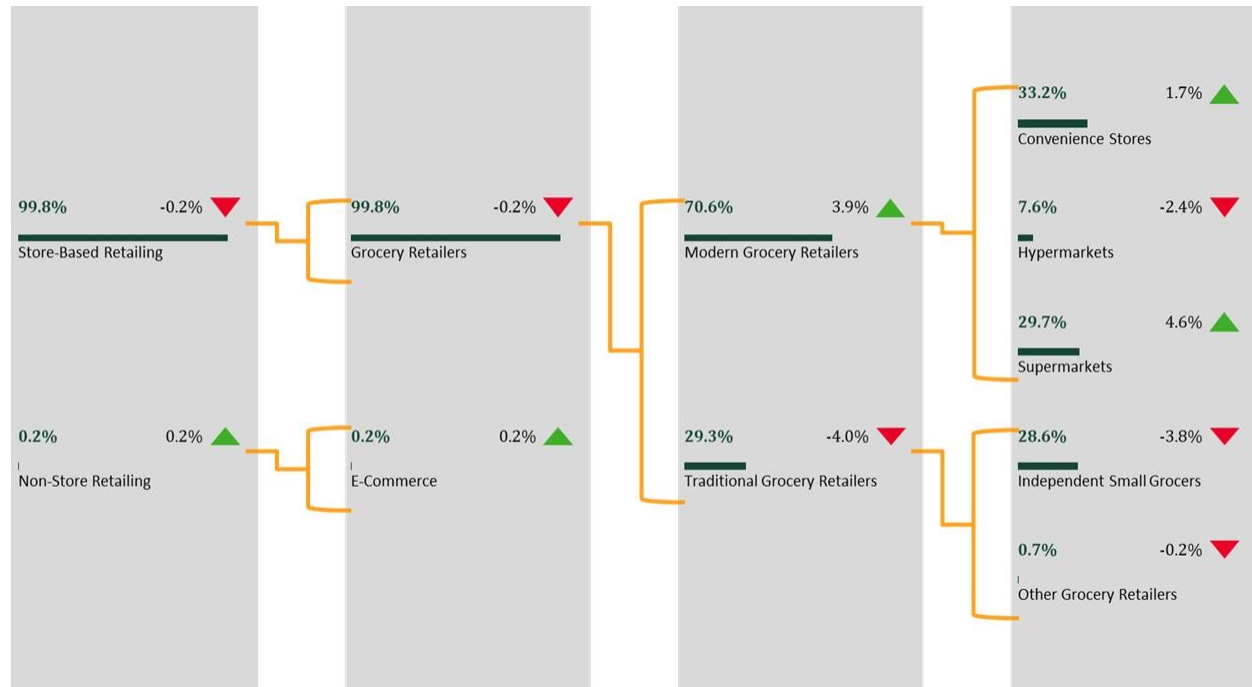 99.8% -0.2%
Store-Based Retailing
0.2% 0.2%
Non-Store Retailing
99.8% -0.2%
Grocery Retailers
0.2% 0.2%
E-Commerce
70.6% 3.9%
Modern Grocery Retailers
29.3% -4.0%
Traditional Grocery Retailers
33.2% 1.7%
Convenience Stores
7.6% -2.4%
Hypermarkets
29.7% 4.6%
Supermarkets
28.6% -3.8%
Independent Small Grocers
0.7% -0.2%
Other Grocery Retailers